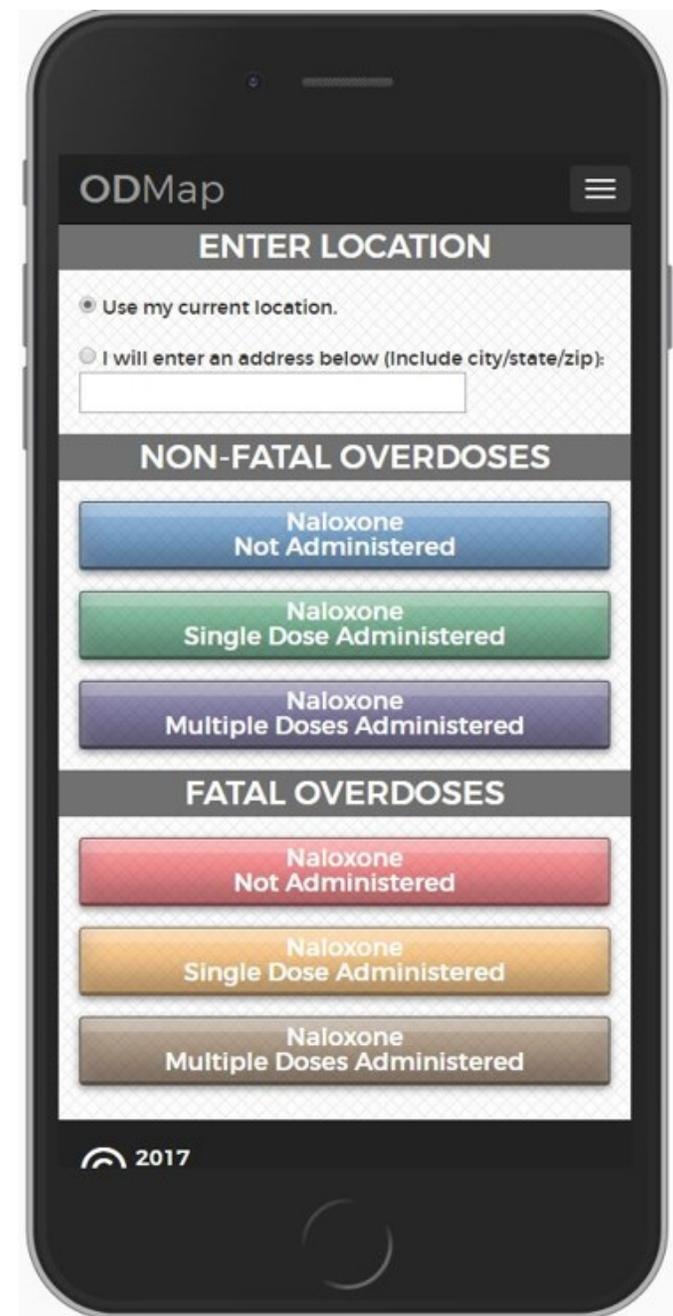 ODMap
ENTER LOCATION
Use my current location.
I will enter an address below (Include city/state/zip):
NON-FATAL OVERDOSES
Naloxone
Not Administered
Naloxone
Single Dose Administered
Naloxone
Multiple Doses Administered
FATAL OVERDOSES
Naloxone
Not Administered
Naloxone
Single Dose Administered
Naloxone
Multiple Doses Administered
© 2017